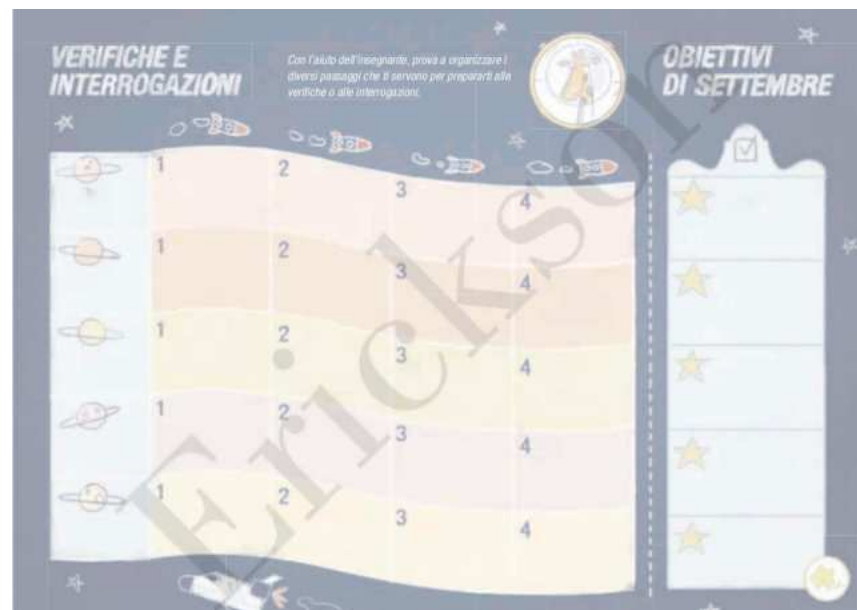 VERIFICHE E
INTERROGAZIONI
Con l'aiuto dell'insegnante, prova a organizzare i
diversi passaggi che ti servono per prepararti alle
verifiche o alle interrogazioni.
OBIETTIVI
DI SETTEMBRE
1 2 3 4
1 2 3 4
1 2 3 4
1 2 3 4
1 2 3 4
Erickson